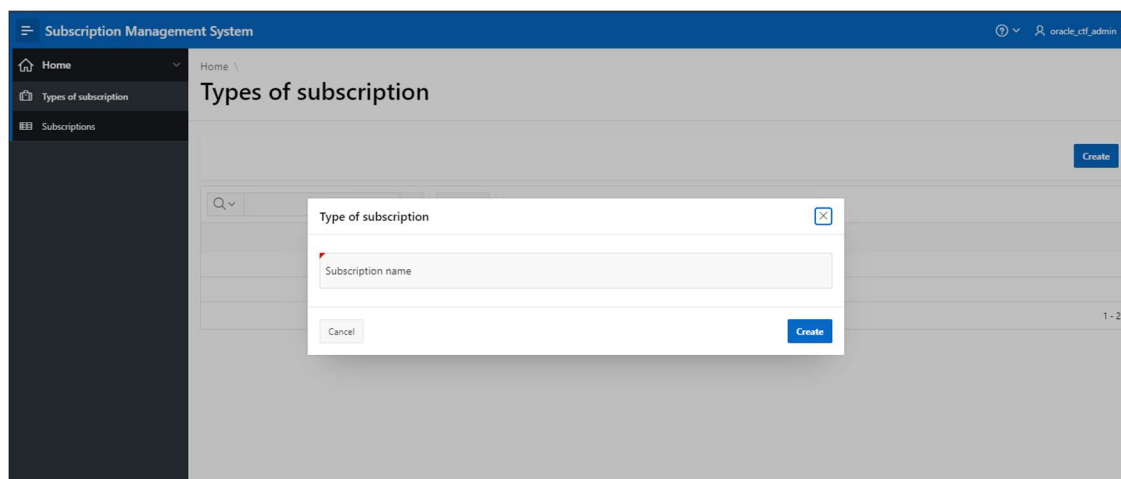 Subscription Management System
oracle_ctf_admin
Home
Types of subscription
Subscriptions
Home \
Types of subscription
Create
Type of subscription
Subscription name
Cancel
Create
1 - 2